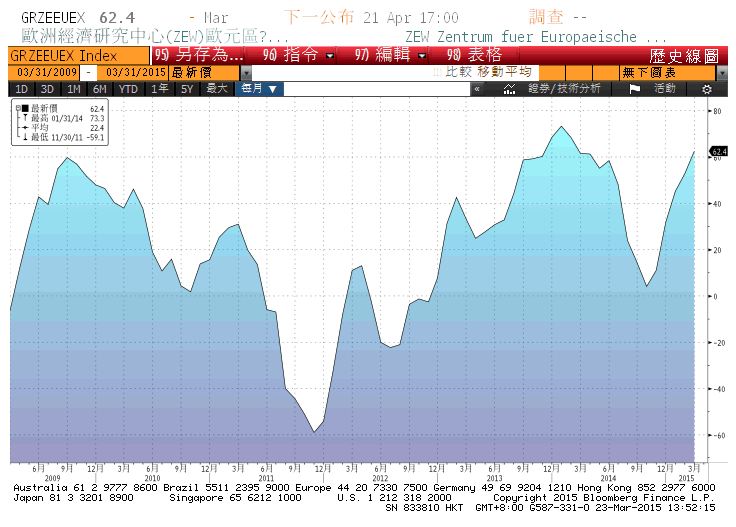 GRZEEUEX 62.4 - Mar 下一公布 21 Apr 17:00 調查 --
歐洲經濟研究中心(ZEW)歐元區?... ZEW Zentrum fuer Europaeische ...
GRZEEUEX Index 95) 另存為... 96) 指令 97) 編輯 98) 表格 歷史線圖
03/31/2009 - 03/31/2015 最新價 比較 移動平均 無下圖表
1D 3D 1M 6M YTD 1年 5Y 最大 每月 ▼ « 證券/技術分析 活動
最新價 62.4
最高 01/31/14 73.3
平均 22.4
最低 11/30/11 -59.1
80
62.4
60
40
20
0
-20
-40
-60
6月 9月 12月 3月 6月 9月 12月 3月 6月 9月 12月 3月 6月 9月 12月 3月 6月 9月 12月 3月 6月 9月 12月 3月
2009 2010 2011 2012 2013 2014 2015
Australia 61 2 9777 8600 Brazil 5511 2395 9000 Europe 44 20 7330 7500 Germany 49 69 9204 1210 Hong Kong 852 2977 6000
Japan 81 3 3201 8900 Singapore 65 6212 1000 U.S. 1 212 318 2000 Copyright 2015 Bloomberg Finance L.P.
SN 833810 HKT GMT+8:00 G587-331-0 23-Mar-2015 13:52:15